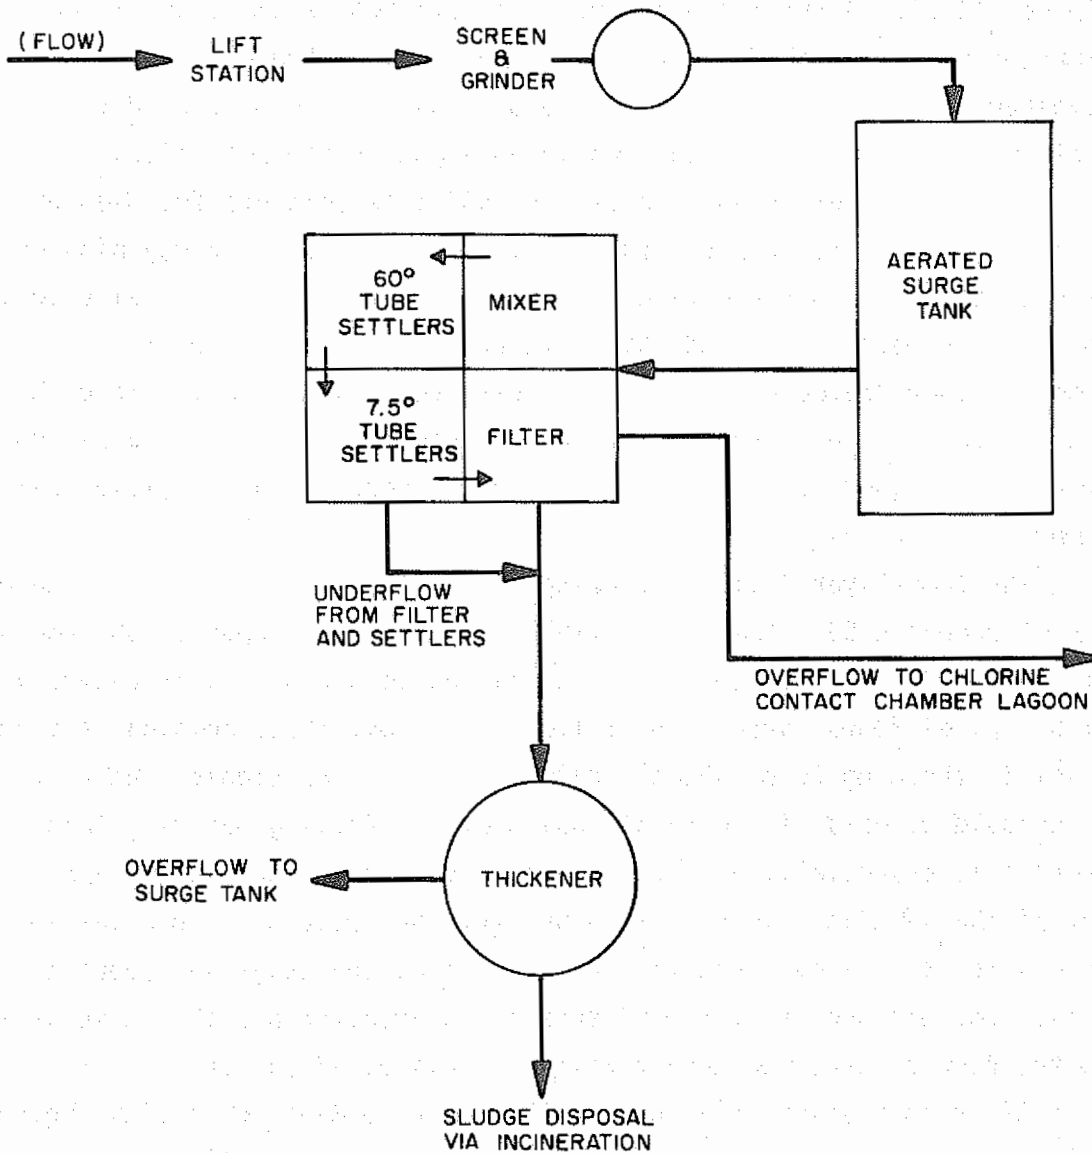 (FLOW)
LIFT
STATION
SCREEN
&
GRINDER
AERATED
SURGE
TANK
60°
TUBE
SETTLERS
MIXER
7.5°
TUBE
SETTLERS
FILTER
UNDERFLOW
FROM FILTER
AND SETTLERS
OVERFLOW TO CHLORINE
CONTACT CHAMBER LAGOON
OVERFLOW TO
SURGE TANK
THICKENER
SLUDGE DISPOSAL
VIA INCINERATION